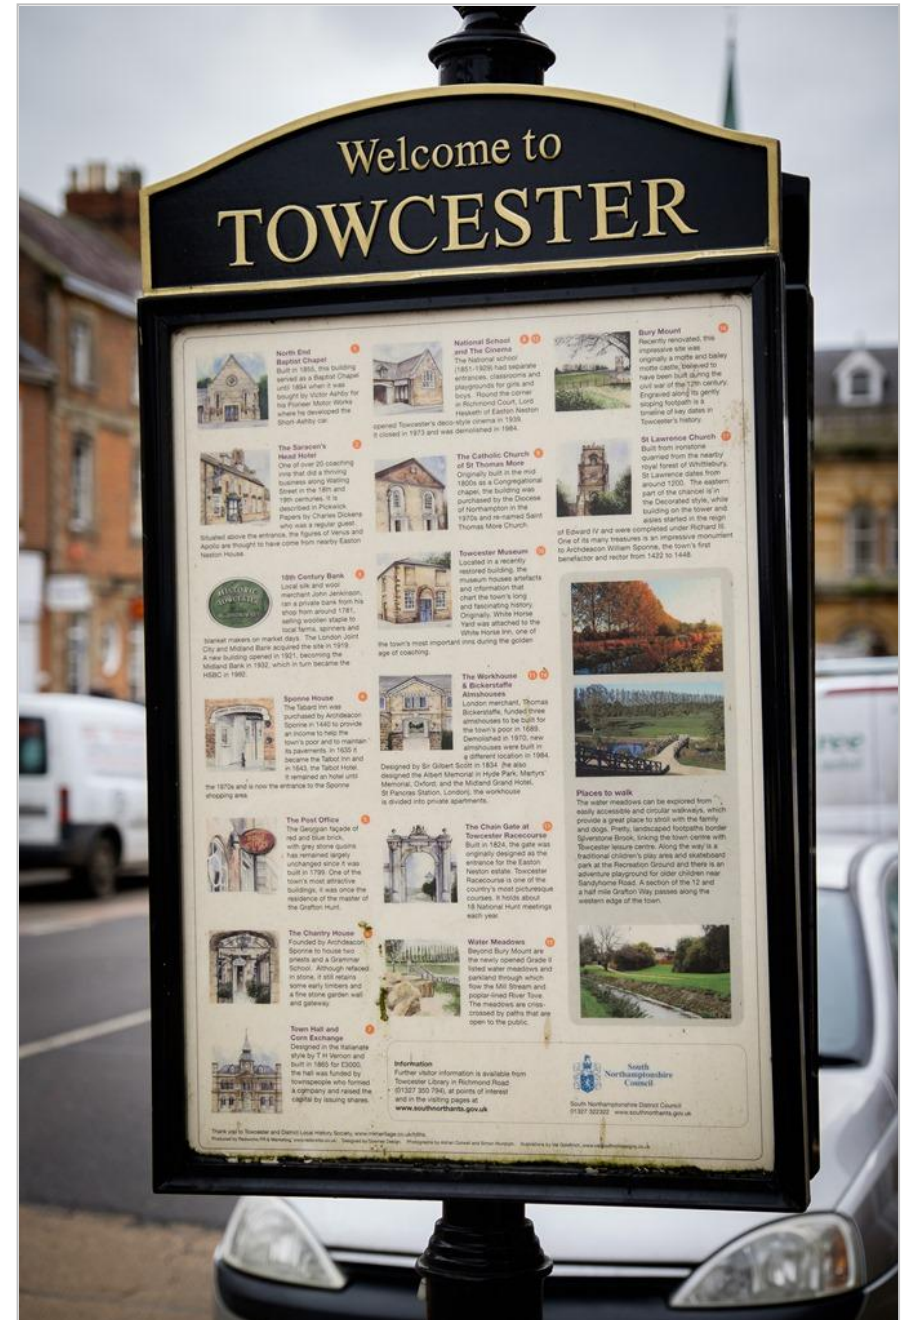 Welcome to
TOWCESTER
North End
Baptist Chapel
Built in 1855, this building
served as a Baptist Chapel
until 1894 when it was
bought by Victor Ashby for
his Pioneer Motor Works
where he developed the
Short-Ashby car.
The Saracen's
Head Hotel
One of over 20 coaching
inns that did a thriving
business along Watling
Street in the 18th and
19th centuries. It is
described in Pickwick
Papers by Charles Dickens
who was a regular guest.
Situated above the entrance, the figures of Venus and
Apollo are thought to have come from nearby Easton
Neston House.
HISTORIC
TOWCESTER
18th Century Bank
Local silk and wool
merchant John Jenkinson,
ran a private bank from his
shop from around 1781,
selling woollen staple to
local farms, spinners and
blanket makers on market days. The London Joint
City and Midland Bank acquired the site in 1919.
A new building opened in 1921, becoming the
Midland Bank in 1932, which in turn became the
HSBC in 1992.
Sponne House
The Tabard Inn was
purchased by Archdeacon
Sponne in 1440 to provide
an income to help the
town's poor and to maintain
its pavements. In 1635 it
became the Talbot Inn and
in 1843, the Talbot Hotel.
It remained an hotel until
the 1970s and is now the entrance to the Sponne
shopping area.
The Post Office
The Georgian façade of
red and blue brick,
with grey stone quoins
has remained largely
unchanged since it was
built in 1799. One of the
town's most attractive
buildings, it was once the
residence of the master of
the Grafton Hunt.
The Chantry House
Founded by Archdeacon
Sponne to house two
priests and a Grammar
School. Although refaced
in stone, it still retains
some early timbers and
a fine stone garden wall
and gateway.
Town Hall and
Corn Exchange
Designed in the Italianate
style by T H Vernon and
built in 1865 for £3000,
the hall was funded by
townspeople who formed
a company and raised the
capital by issuing shares.
National School
and The Cinema
The National school
(1851-1929) had separate
entrances, classrooms and
playgrounds for girls and
boys. Round the corner
in Richmond Court, Lord
Hesketh of Easton Neston
opened Towcester's deco-style cinema in 1939.
It closed in 1973 and was demolished in 1984.
The Catholic Church
of St Thomas More
Originally built in the mid
1800s as a Congregational
chapel, the building was
purchased by the Diocese
of Northampton in the
1970s and re-named Saint
Thomas More Church.
Towcester Museum
Located in a recently
restored building, the
museum houses artefacts
and information that
chart the town's long
and fascinating history.
Originally, White Horse
Yard was attached to the
White Horse Inn, one of
the town's most important inns during the golden
age of coaching.
The Workhouse
& Bickerstaffe
Almshouses
London merchant, Thomas
Bickerstaffe, funded three
almshouses to be built for
the town's poor in 1689.
Demolished in 1970, new
almshouses were built in
a different location in 1984.
Designed by Sir Gilbert Scott in 1834 (he also
designed the Albert Memorial in Hyde Park, Martyrs'
Memorial, Oxford, and the Midland Grand Hotel,
St Pancras Station, London), the workhouse
is divided into private apartments.
The Chain Gate at
Towcester Racecourse
Built in 1824, the gate was
originally designed as the
entrance for the Easton
Neston estate. Towcester
Racecourse is one of the
country's most picturesque
courses. It holds about
18 National Hunt meetings
each year.
Water Meadows
Beyond Bury Mount are
the newly opened Grade II
listed water meadows and
parkland through which
flow the Mill Stream and
poplar-lined River Tove.
The meadows are criss-
crossed by paths that are
open to the public.
Information
Further visitor information is available from
Towcester Library in Richmond Road
(01327 350 794), at points of interest
and in the visiting pages at
www.southnorthants.gov.uk
Bury Mount
Recently renovated, this
impressive site was
originally a motte and bailey
motte castle, believed to
have been built during the
civil war of the 12th century.
Engraved along its gently
sloping footpath is a
timeline of key dates in
Towcester's history.
St Lawrence Church
Built from ironstone
quarried from the nearby
royal forest of Whittlebury,
St Lawrence dates from
around 1200. The eastern
part of the chancel is in
the Decorated style, while
building on the tower and
aisles started in the reign
of Edward IV and were completed under Richard III.
One of its many treasures is an impressive monument
to Archdeacon William Sponne, the town's first
benefactor and rector from 1422 to 1448.
Places to walk
The water meadows can be explored from
easily accessible and circular walkways, which
provide a great place to stroll with the family
and dogs. Pretty, landscaped footpaths border
Silverstone Brook, linking the town centre with
Towcester leisure centre. Along the way is a
traditional children's play area and skateboard
park at the Recreation Ground and there is an
adventure playground for older children near
Sandyhome Road. A section of the 12 and
a half mile Grafton Way passes along the
western edge of the town.
South
Northamptonshire
Council
South Northamptonshire District Council
01327 322322 www.southnorthants.gov.uk
Thank you to Towcester and District Local History Society,